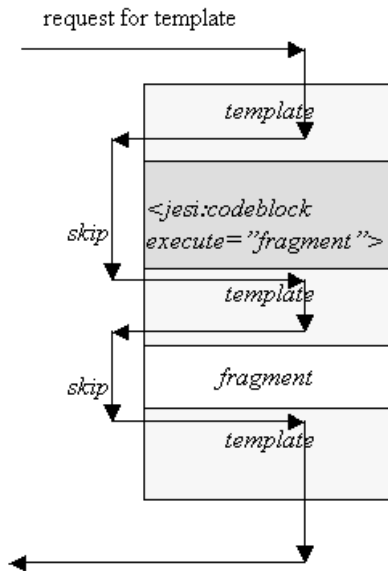 request for template
template
<jesi:codeblock
skip
execute=”fragment”>
template
fragment
skip
template